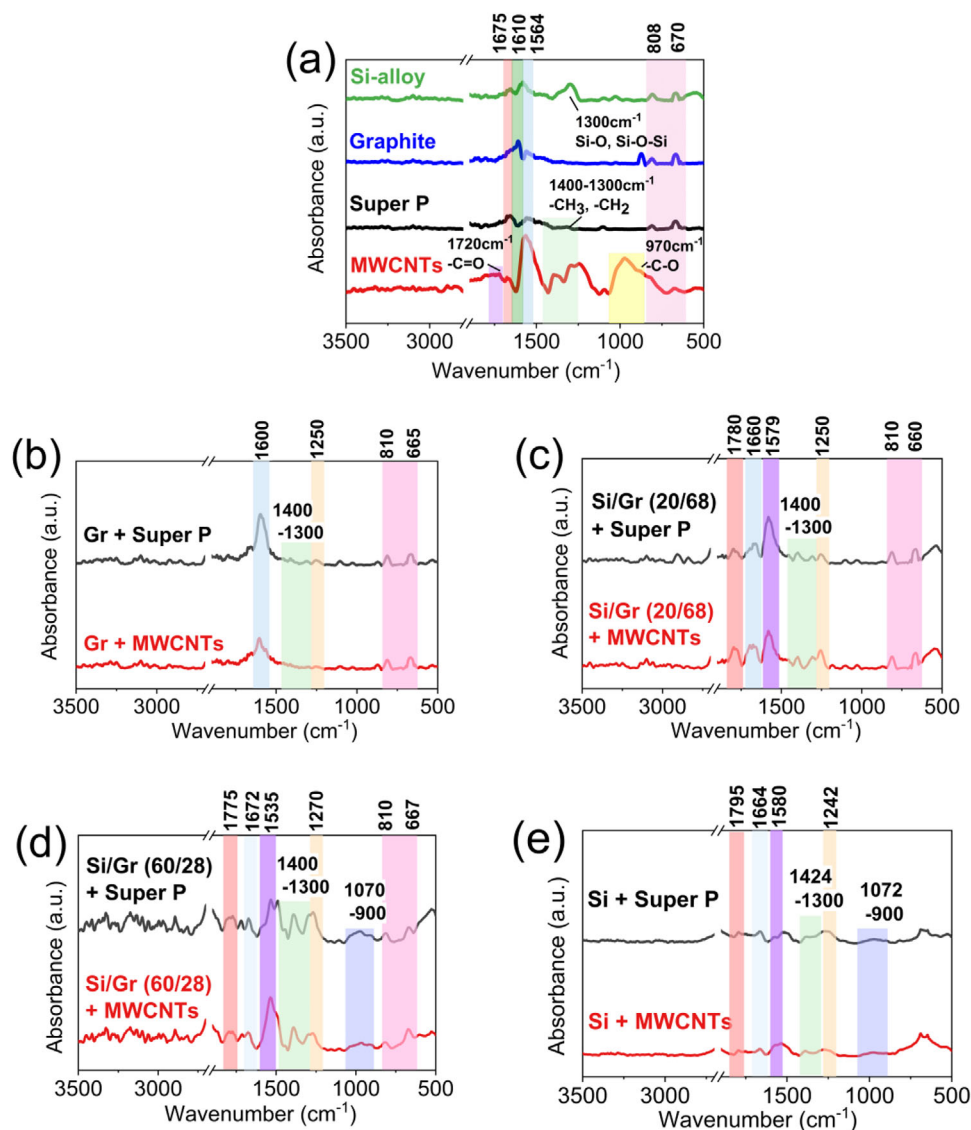 (a)
1675
1610
1564
808
670
Si-alloy
1300cm⁻¹
Si-O, Si-O-Si
Graphite
1400-1300cm⁻¹
-CH₃, -CH₂
Super P
1720cm⁻¹
-C=O
970cm⁻¹
-C-O
MWCNTs
Absorbance (a.u.)
3500 3000 1500 1000 500
Wavenumber (cm⁻¹)
(b)
1600
1250
810
665
1400
-1300
Gr + Super P
Gr + MWCNTs
Absorbance (a.u.)
3500 3000 1500 1000 500
Wavenumber (cm⁻¹)
(c)
1780
1660
1579
1250
810
660
Si/Gr (20/68)
+ Super P
1400
-1300
Si/Gr (20/68)
+ MWCNTs
Absorbance (a.u.)
3500 3000 1500 1000 500
Wavenumber (cm⁻¹)
(d)
1775
1672
1535
1270
810
667
Si/Gr (60/28)
+ Super P
1400
-1300
1070
-900
Si/Gr (60/28)
+ MWCNTs
Absorbance (a.u.)
3500 3000 1500 1000 500
Wavenumber (cm⁻¹)
(e)
1795
1664
1580
1242
Si + Super P
1424
-1300
1072
-900
Si + MWCNTs
Absorbance (a.u.)
3500 3000 1500 1000 500
Wavenumber (cm⁻¹)